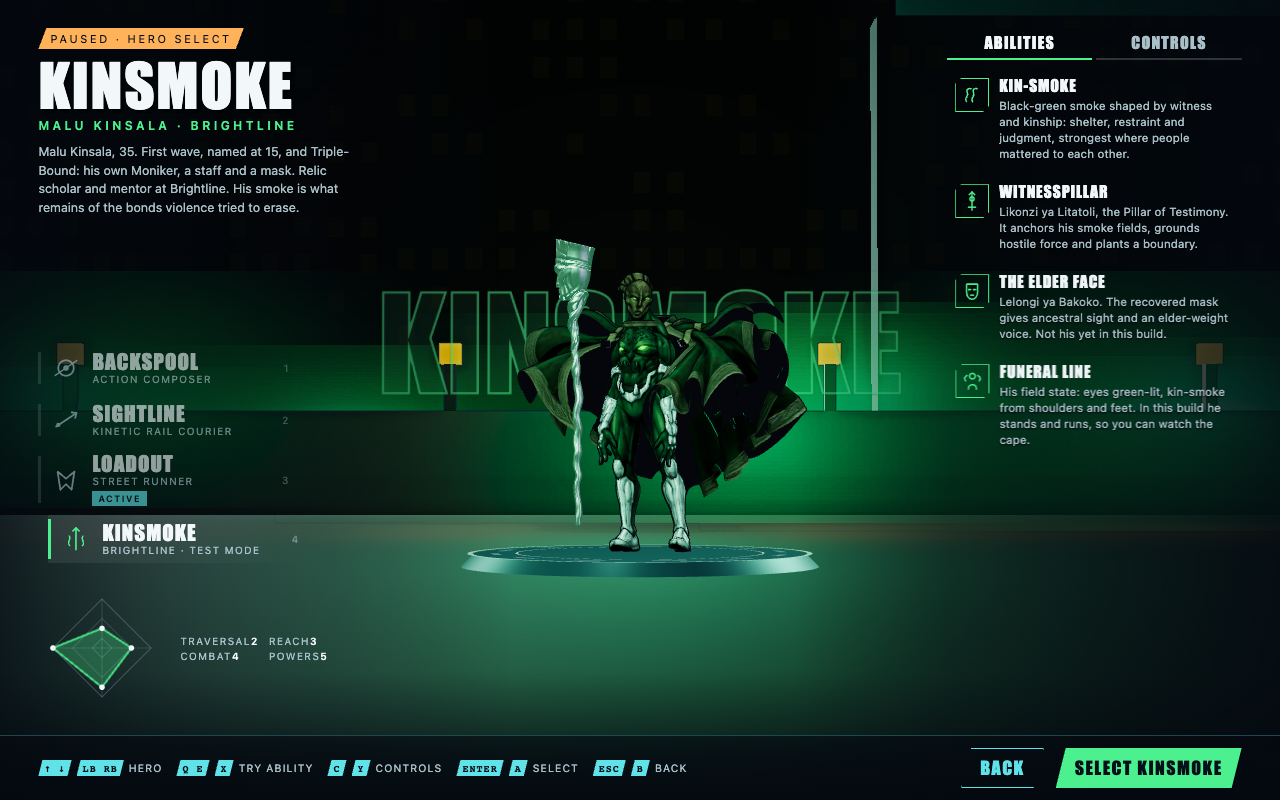 PAUSED · HERO SELECT
KINSMOKE
MALU KINSALA · BRIGHTLINE
Malu Kinsala, 35. First wave, named at 15, and Triple-
Bound: his own Moniker, a staff and a mask. Relic
scholar and mentor at Brightline. His smoke is what
remains of the bonds violence tried to erase.
KINSMOKE
BACKSPOOL 1
ACTION COMPOSER
SIGHTLINE 2
KINETIC RAIL COURIER
LOADOUT 3
STREET RUNNER
ACTIVE
KINSMOKE 4
BRIGHTLINE · TEST MODE
TRAVERSAL2 REACH3
COMBAT4 POWERS5
ABILITIES CONTROLS
KIN-SMOKE
Black-green smoke shaped by witness
and kinship: shelter, restraint and
judgment, strongest where people
mattered to each other.
WITNESSPILLAR
Likonzi ya Litatoli, the Pillar of Testimony.
It anchors his smoke fields, grounds
hostile force and plants a boundary.
THE ELDER FACE
Lelongi ya Bakoko. The recovered mask
gives ancestral sight and an elder-weight
voice. Not his yet in this build.
FUNERAL LINE
His field state: eyes green-lit, kin-smoke
from shoulders and feet. In this build he
stands and runs, so you can watch the
cape.
↑ ↓ LB RB HERO Q E X TRY ABILITY C Y CONTROLS ENTER A SELECT ESC B BACK
BACK SELECT KINSMOKE